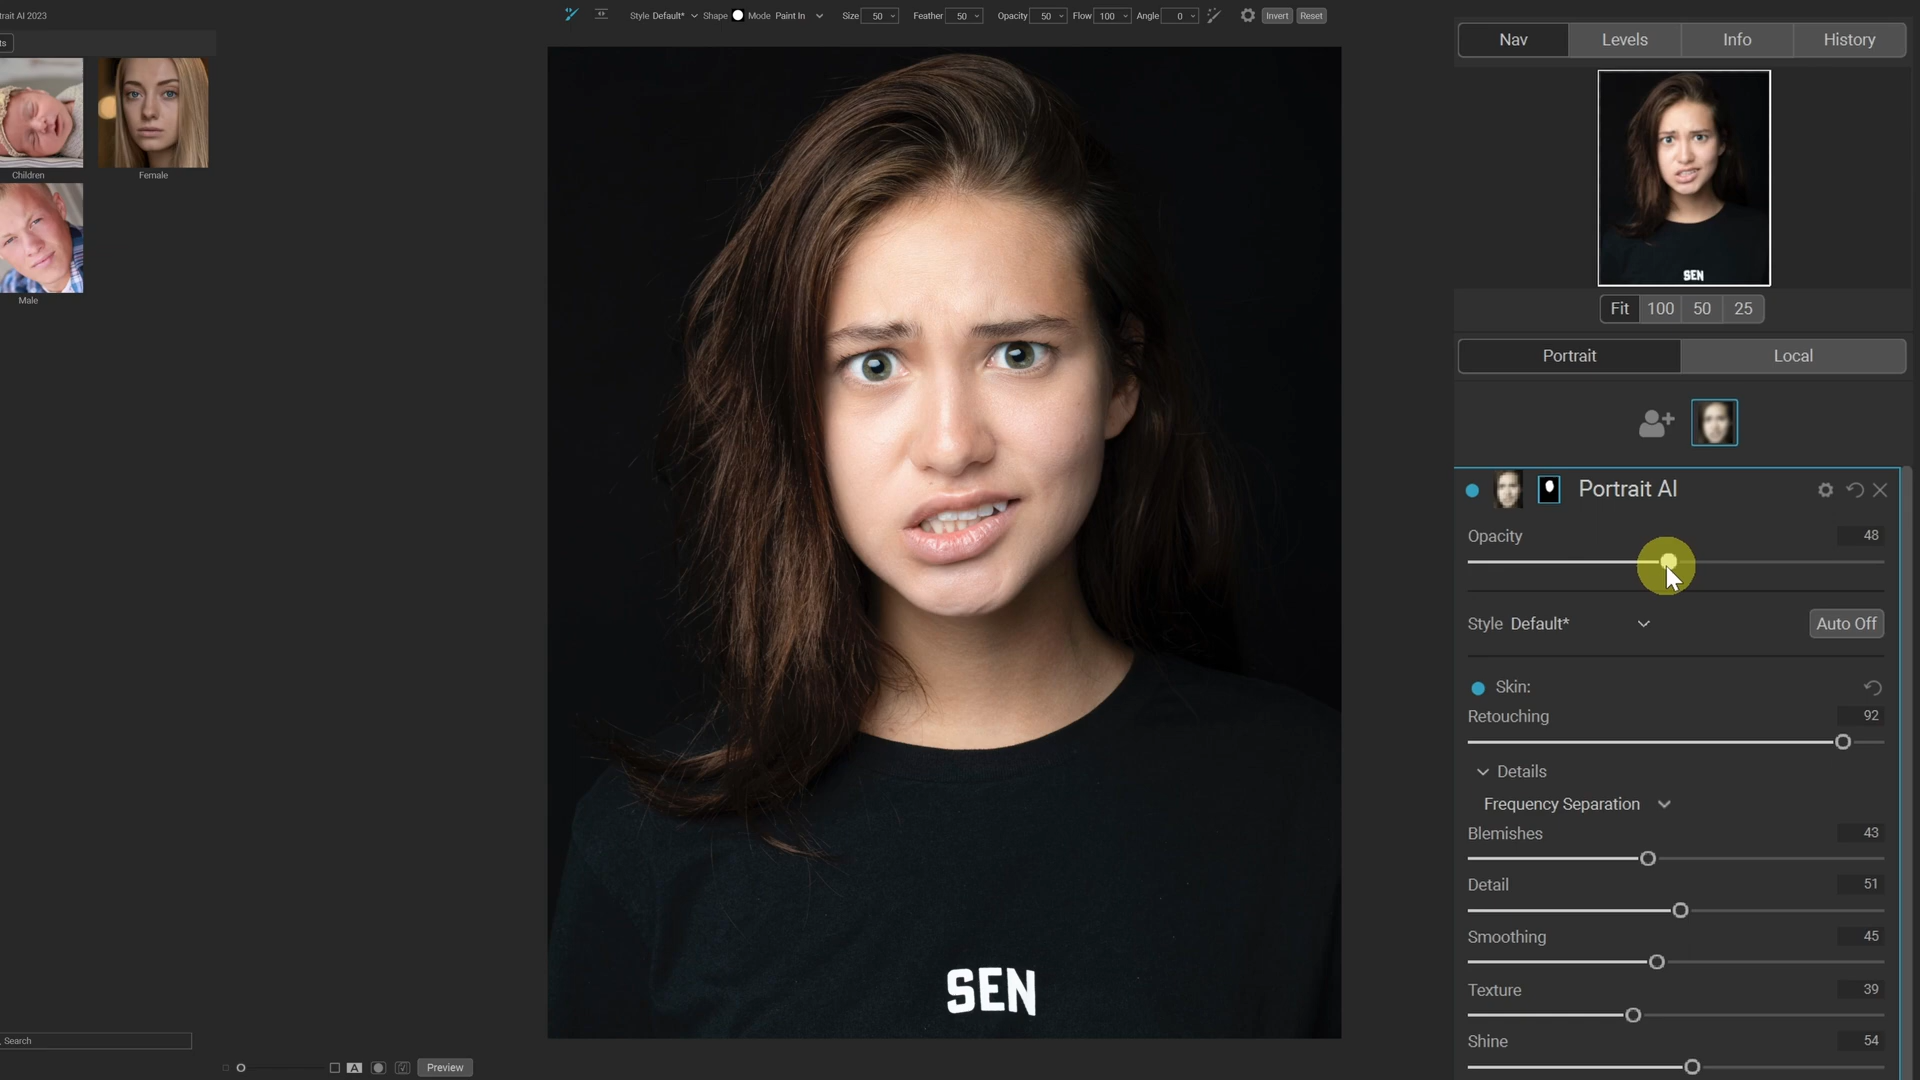 rait AI 2023
Style Default* Shape Mode Paint In Size 50 Feather 50 Opacity 50 Flow 100 Angle 0 Invert Reset
ts
Children
Female
Male
SEN
Search
A
Preview
Nav Levels Info History
SEN
Fit 100 50 25
Portrait Local
Portrait AI
Opacity 48
Style Default* Auto Off
Skin:
Retouching 92
Details
Frequency Separation
Blemishes 43
Detail 51
Smoothing 45
Texture 39
Shine 54